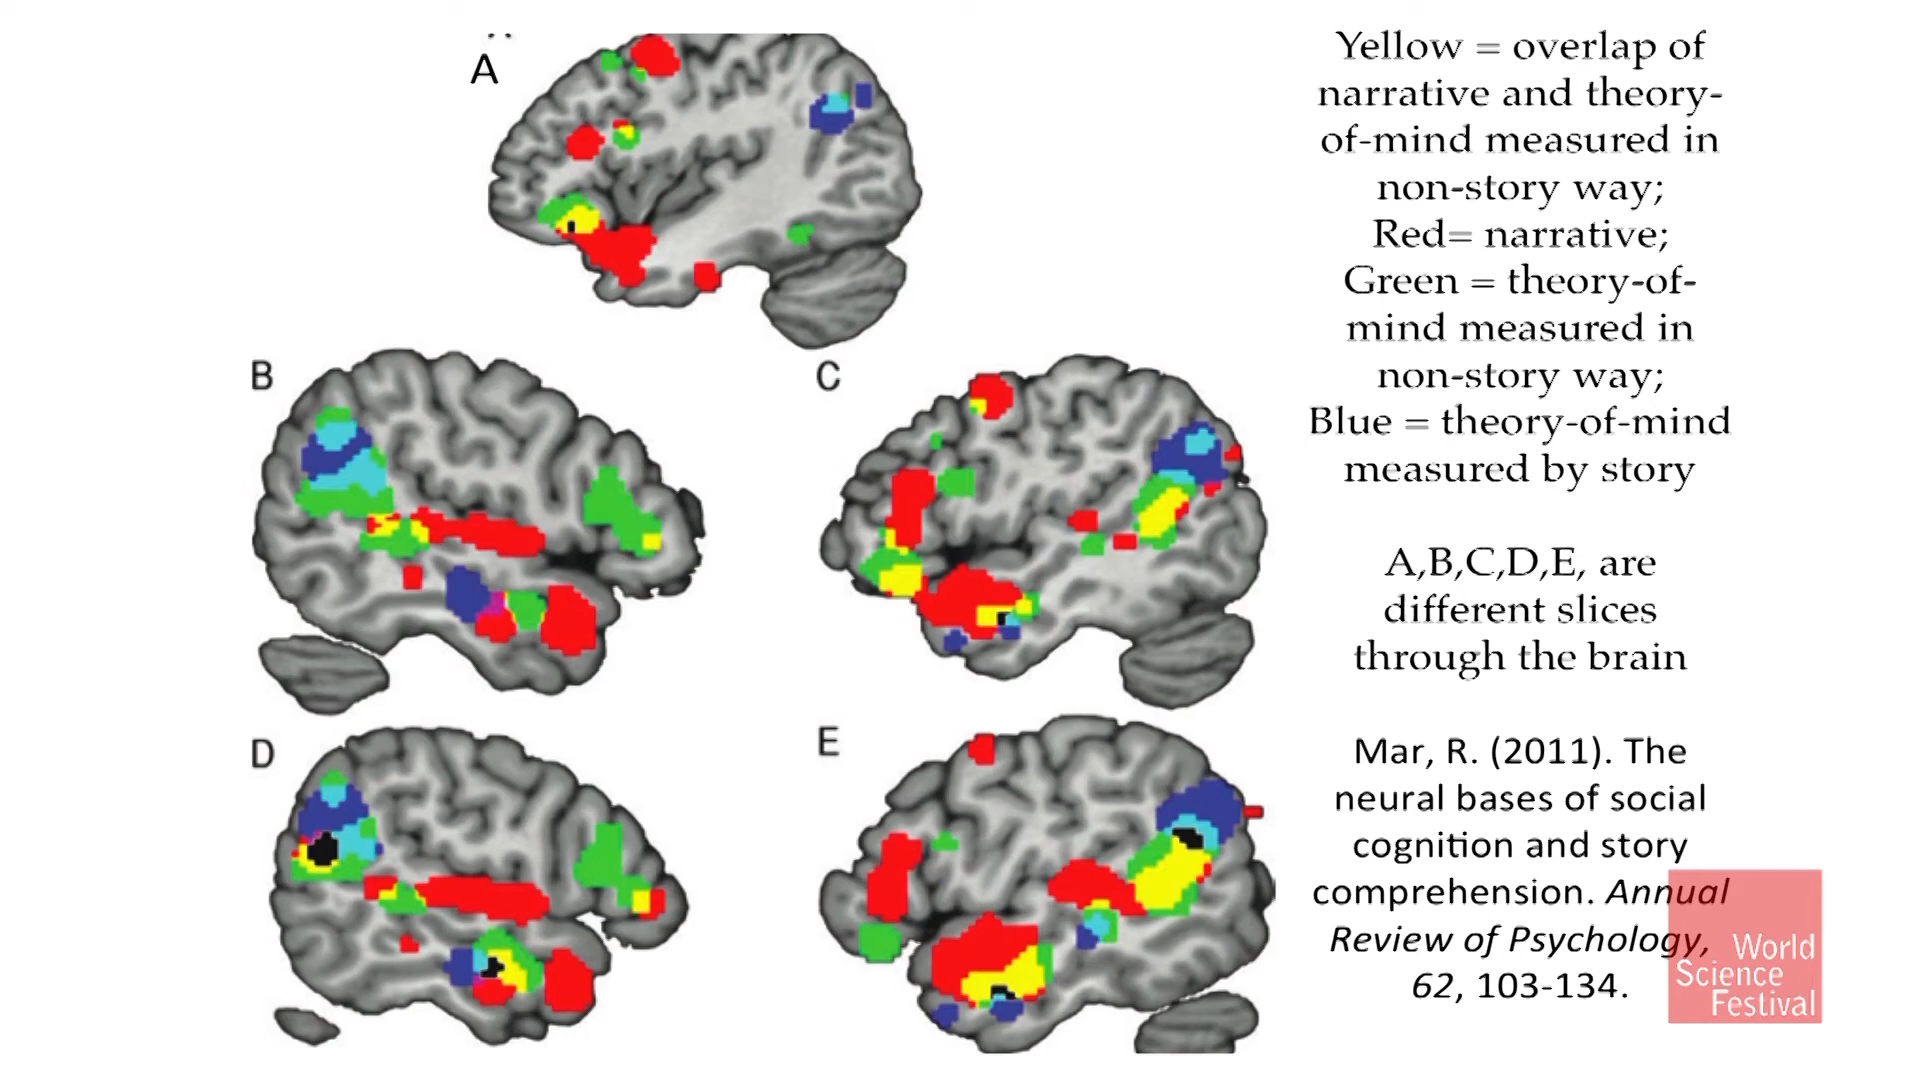 A
B
C
D
E
Yellow = overlap of
narrative and theory-
of-mind measured in
non-story way;
Red= narrative;
Green = theory-of-
mind measured in
non-story way;
Blue = theory-of-mind
measured by story
A,B,C,D,E, are
different slices
through the brain
Mar, R. (2011). The
neural bases of social
cognition and story
comprehension. Annual
Review of Psychology,
62, 103-134.
World
Science
Festival